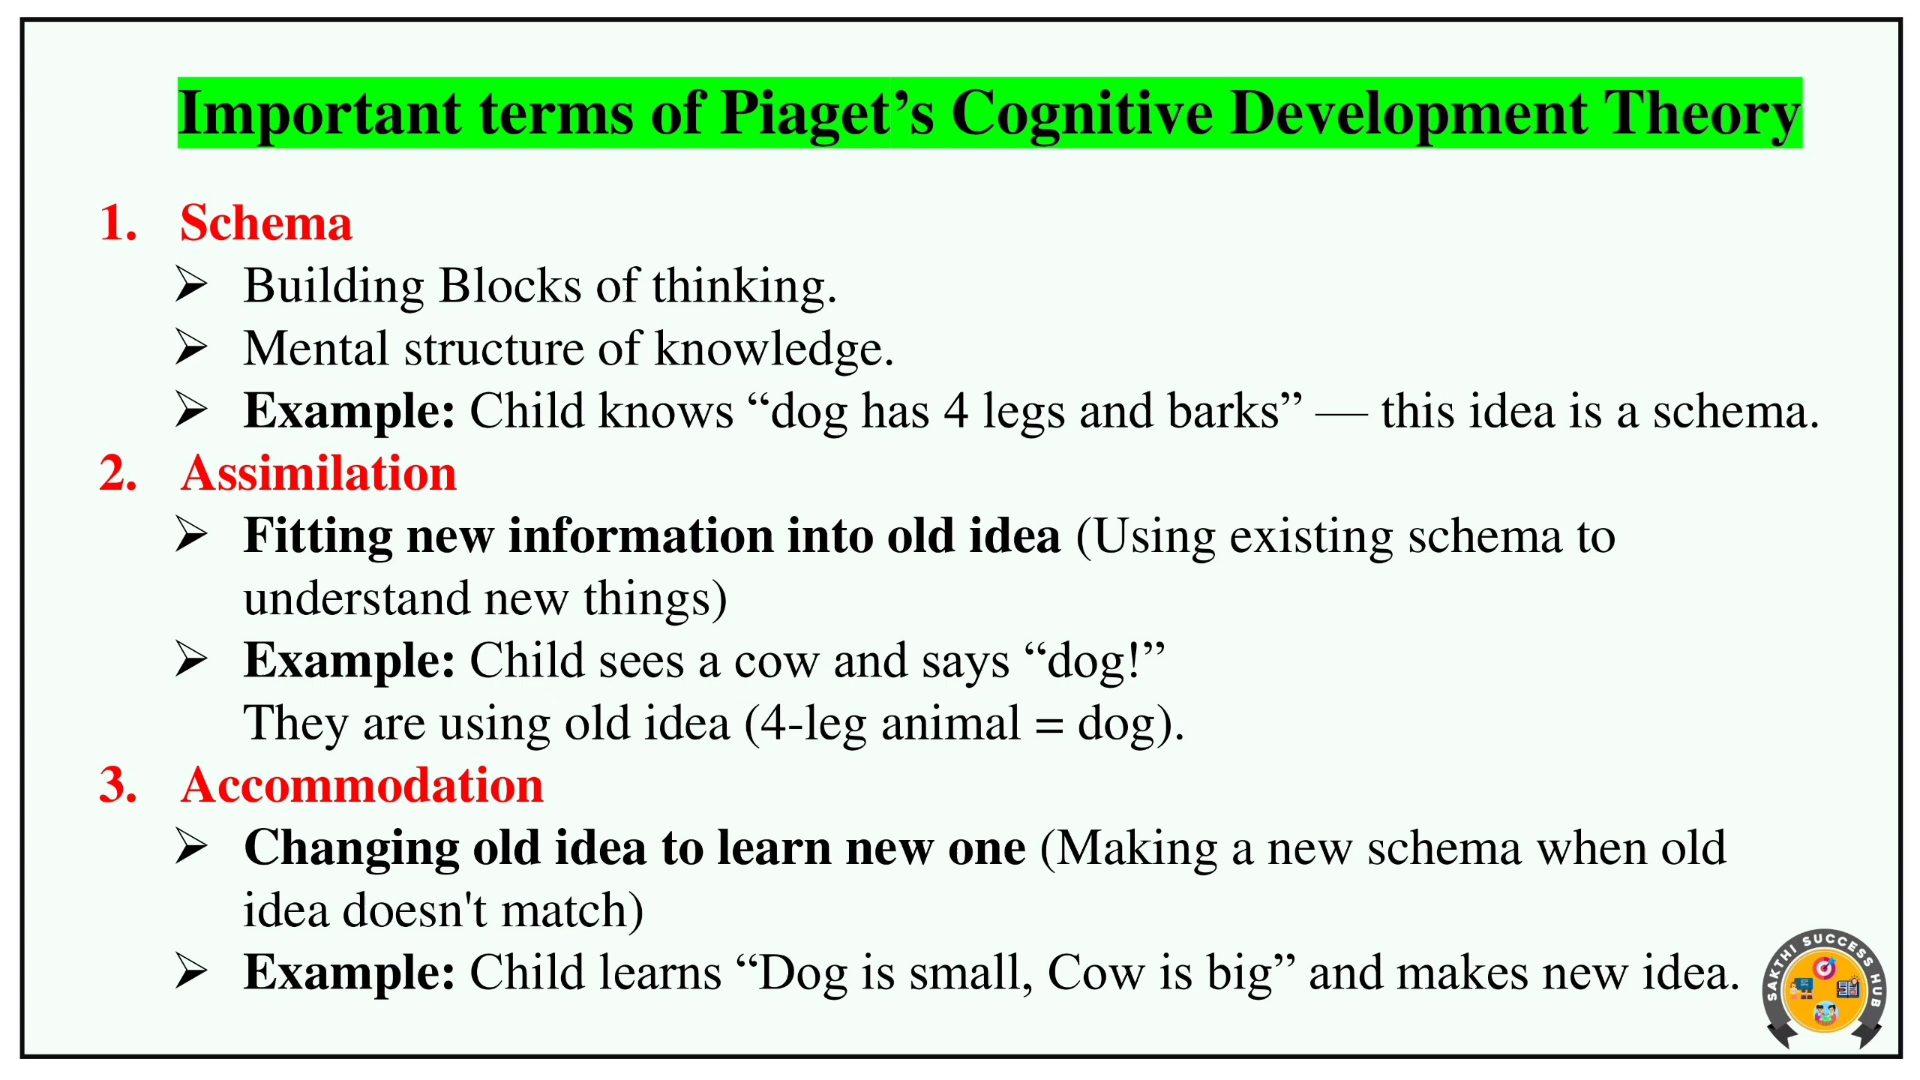 Important terms of Piaget’s Cognitive Development Theory
1. Schema
➢ Building Blocks of thinking.
➢ Mental structure of knowledge.
➢ Example: Child knows “dog has 4 legs and barks” — this idea is a schema.
2. Assimilation
➢ Fitting new information into old idea (Using existing schema to
understand new things)
➢ Example: Child sees a cow and says “dog!”
They are using old idea (4-leg animal = dog).
3. Accommodation
➢ Changing old idea to learn new one (Making a new schema when old
idea doesn't match)
➢ Example: Child learns “Dog is small, Cow is big” and makes new idea.
SAKTHI SUCCESS HUB